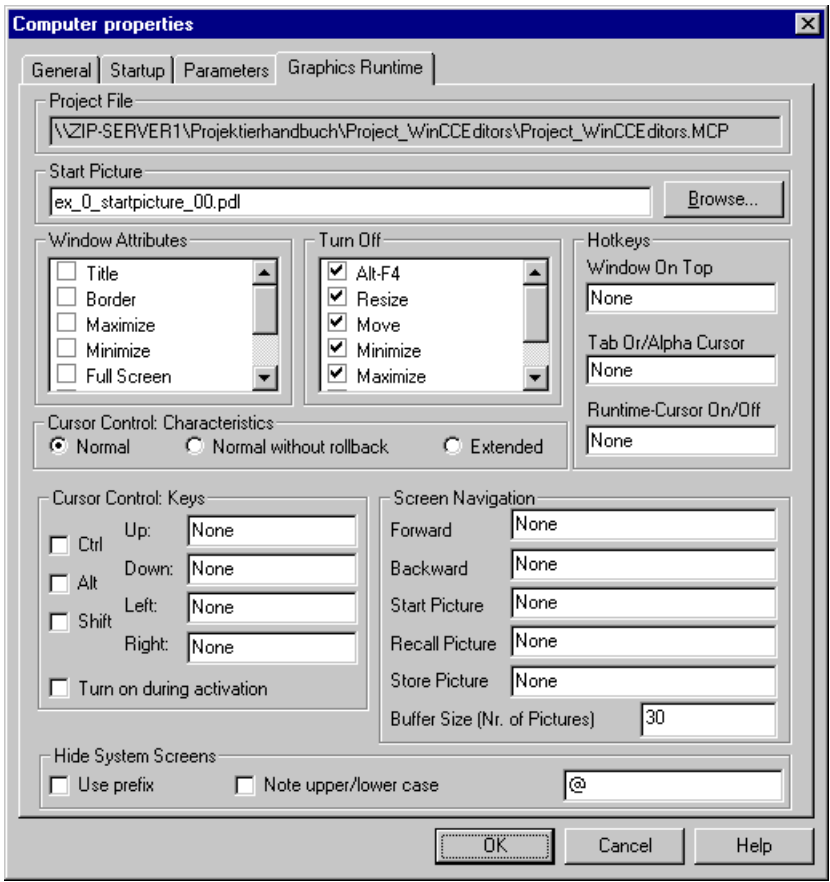 Computer properties
General Startup Parameters Graphics Runtime
Project File
\\ZIP-SERVER1\Projektierhandbuch\Project_WinCCEditors\Project_WinCCEditors.MCP
Start Picture
ex_0_startpicture_00.pdl
Browse...
Window Attributes
Title
Border
Maximize
Minimize
Full Screen
Turn Off
Alt-F4
Resize
Move
Minimize
Maximize
Hotkeys
Window On Top
None
Tab Or/Alpha Cursor
None
Runtime-Cursor On/Off
None
Cursor Control: Characteristics
Normal Normal without rollback Extended
Cursor Control: Keys
Ctrl
Alt
Shift
Up: None
Down: None
Left: None
Right: None
Turn on during activation
Screen Navigation
Forward None
Backward None
Start Picture None
Recall Picture None
Store Picture None
Buffer Size (Nr. of Pictures) 30
Hide System Screens
Use prefix Note upper/lower case @
OK Cancel Help